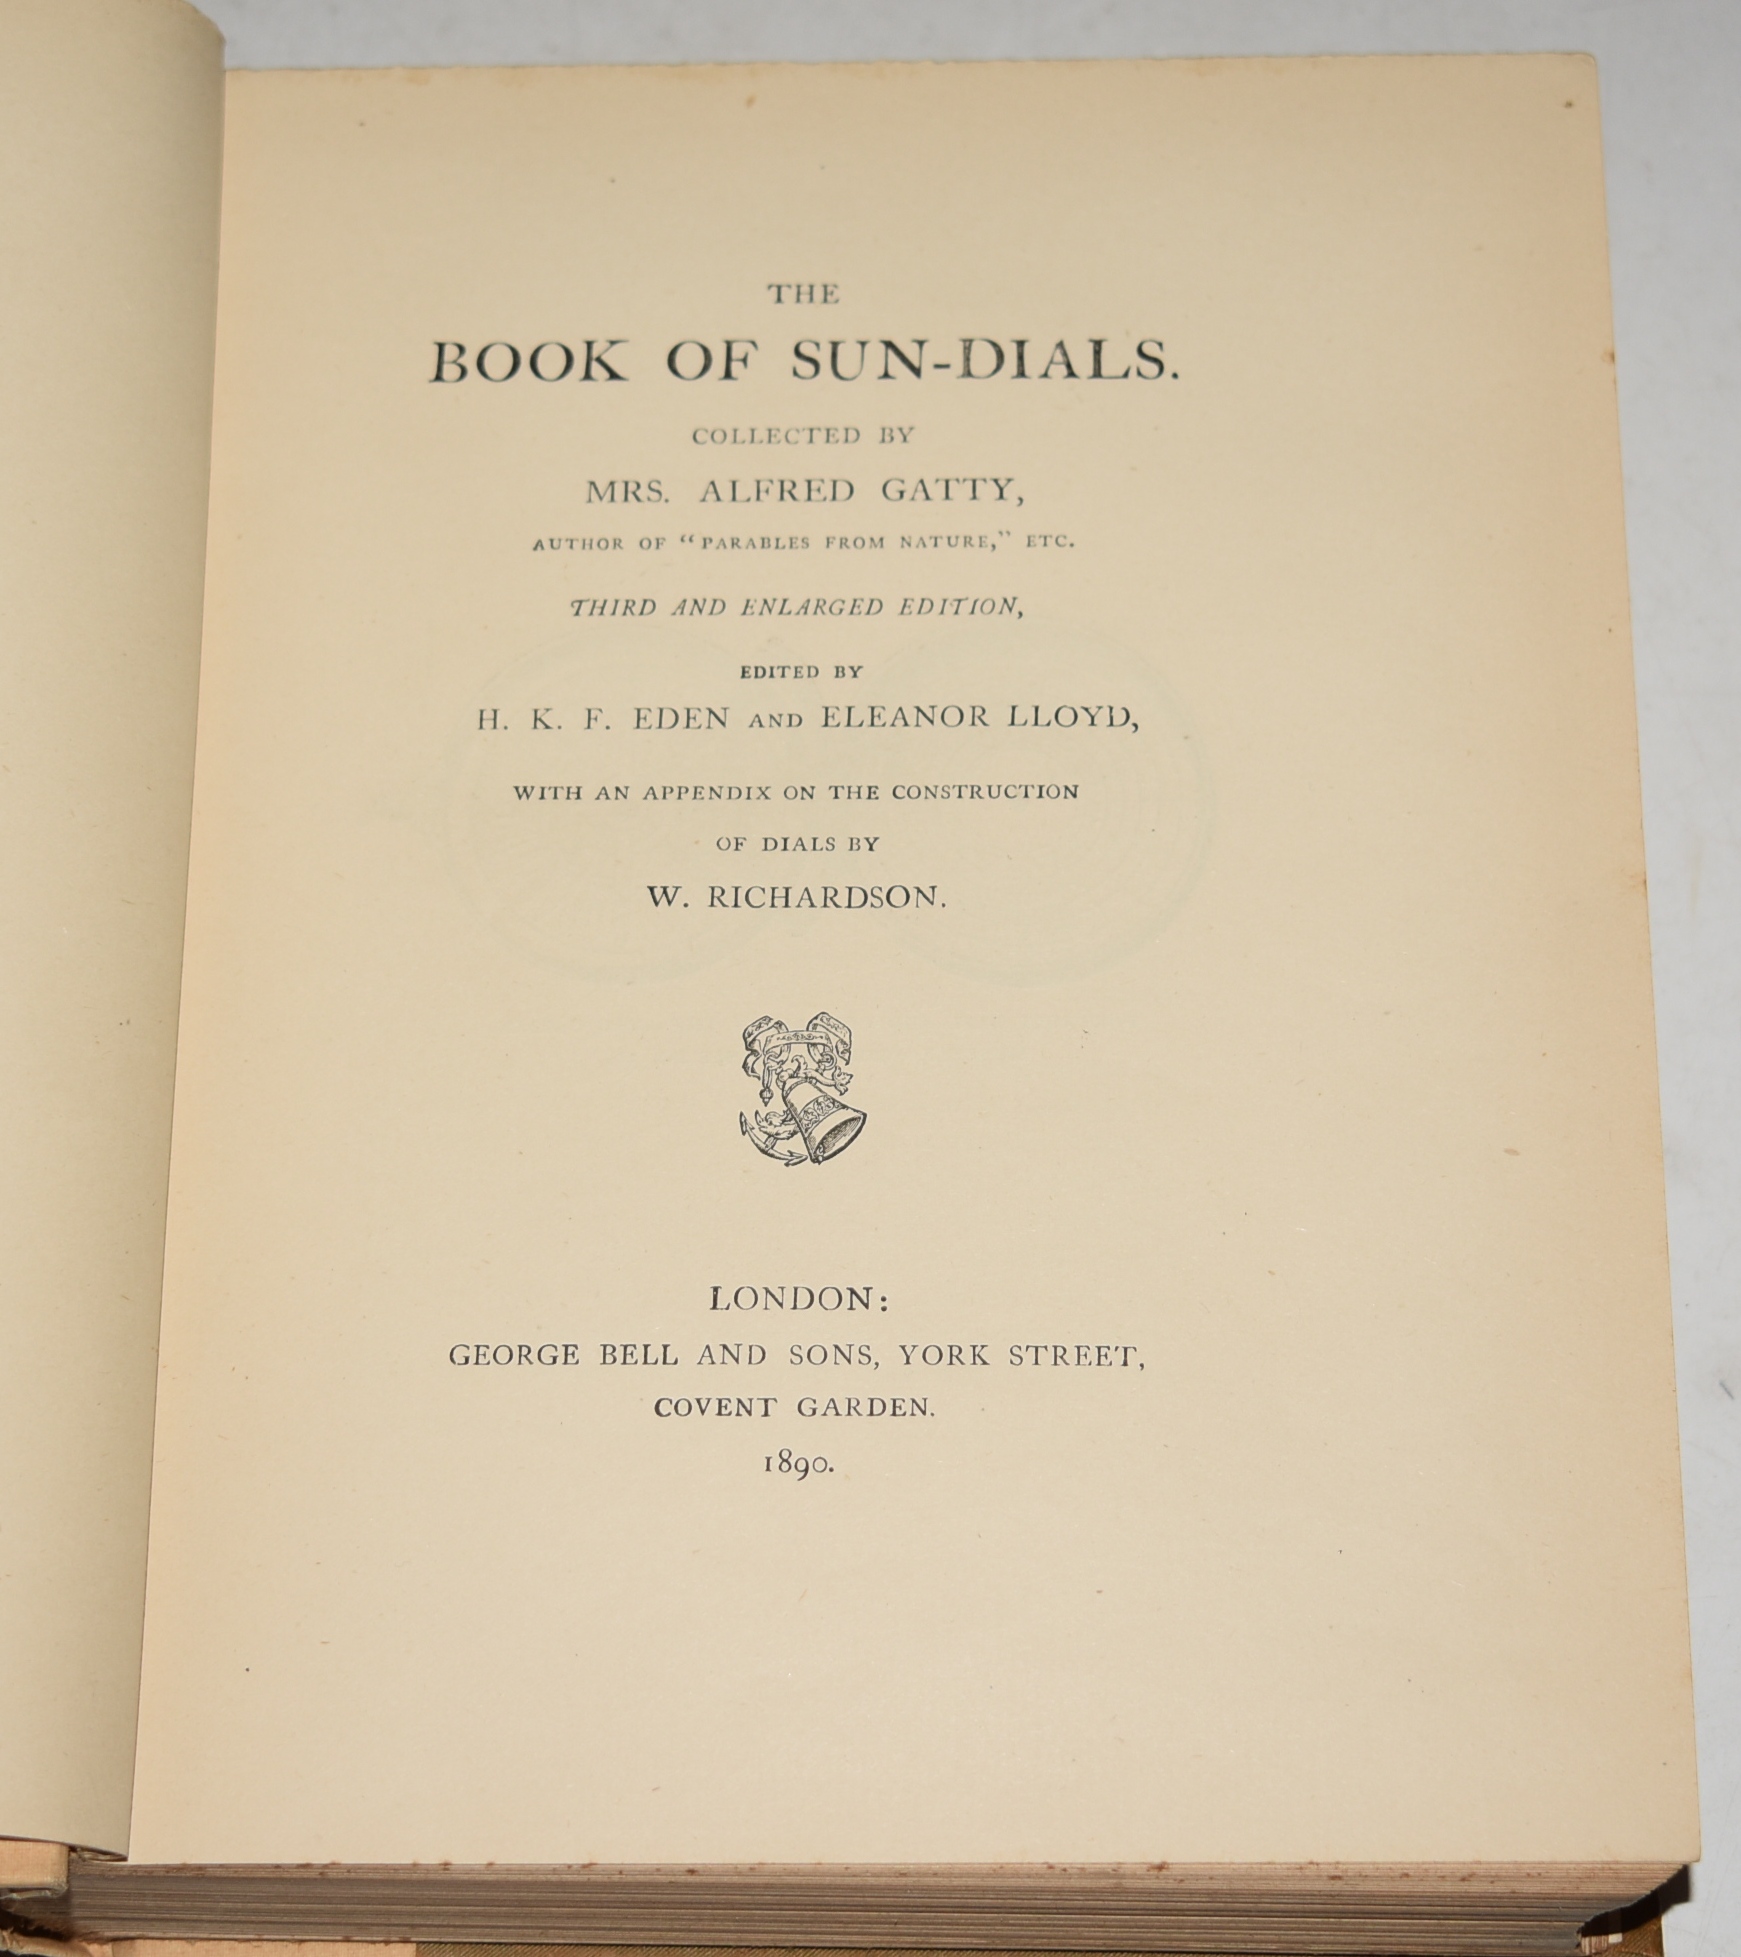 THE
BOOK OF SUN-DIALS.
COLLECTED BY
MRS. ALFRED GATTY,
AUTHOR OF “PARABLES FROM NATURE,” ETC.
THIRD AND ENLARGED EDITION,
EDITED BY
H. K. F. EDEN AND ELEANOR LLOYD,
WITH AN APPENDIX ON THE CONSTRUCTION
OF DIALS BY
W. RICHARDSON.
LONDON:
GEORGE BELL AND SONS, YORK STREET,
COVENT GARDEN.
1890.